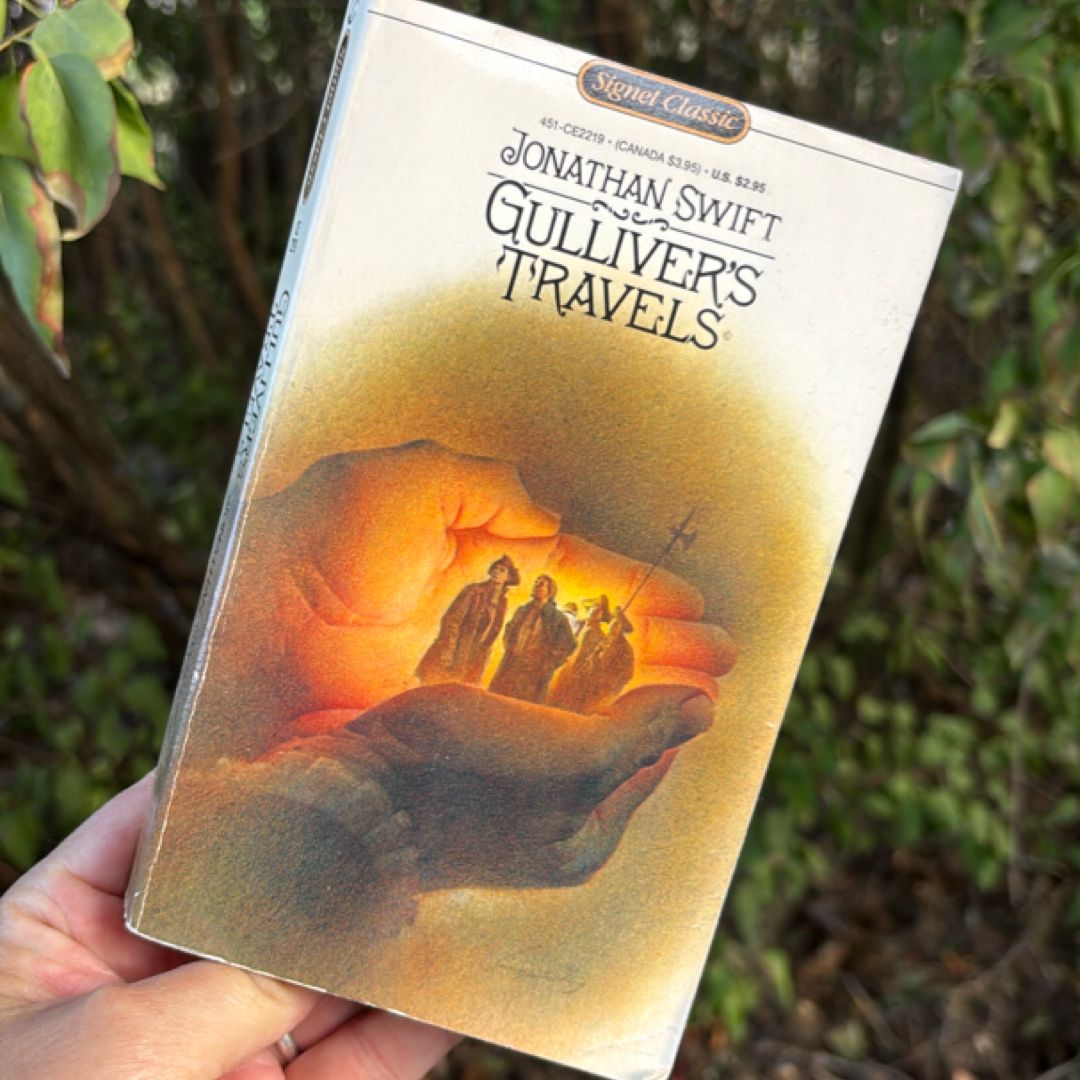 Signet Classic
451-CE2219 • (CANADA $3.95) • U.S. $2.95
JONATHAN SWIFT
GULLIVER'S
TRAVELS